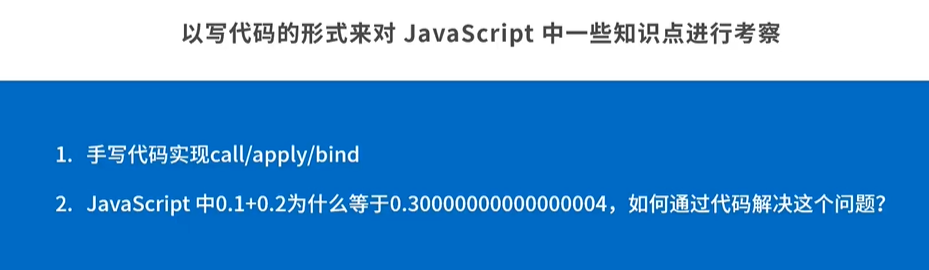 以写代码的形式来对 JavaScript 中一些知识点进行考察
1. 手写代码实现call/apply/bind
2. JavaScript 中0.1+0.2为什么等于0.30000000000000004，如何通过代码解决这个问题？